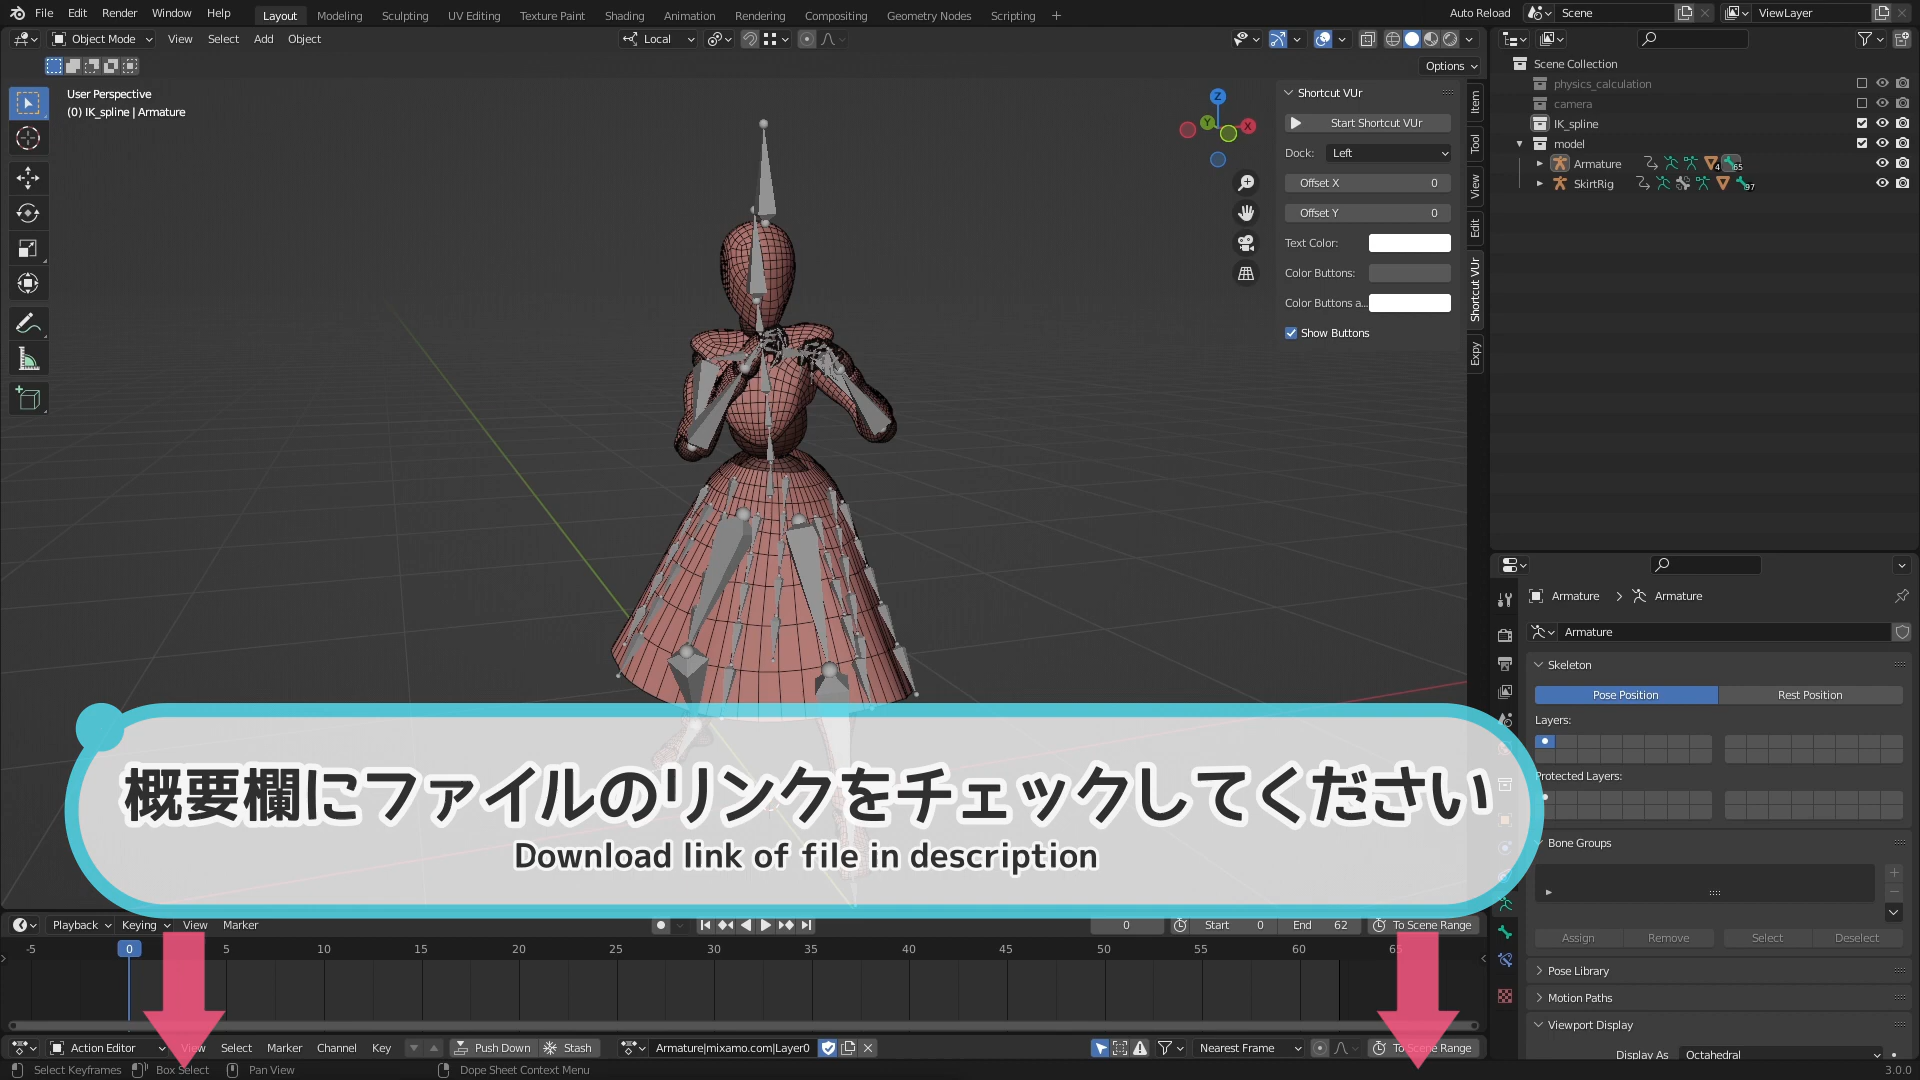 File Edit Render Window Help Layout Modeling Sculpting UV Editing Texture Paint Shading Animation Rendering Compositing Geometry Nodes Scripting + Auto Reload Scene ViewLayer
Object Mode View Select Add Object Local
Options
User Perspective
(0) IK_spline | Armature
Z
Y
X
Shortcut VUr
Start Shortcut VUr
Dock: Left
Offset X 0
Offset Y 0
Text Color:
Color Buttons:
Color Buttons a...
Show Buttons
Item
Tool
View
Edit
Shortcut VUr
Expy
Scene Collection
physics_calculation
camera
IK_spline
model
Armature 4 65
SkirtRig 97
Armature > Armature
Armature
Skeleton
Pose Position Rest Position
Layers:
Protected Layers:
Bone Groups
Assign Remove Select Deselect
Pose Library
Motion Paths
Viewport Display
Display As Octahedral
概要欄にファイルのリンクをチェックしてください
Download link of file in description
Playback Keying View Marker 0 Start 0 End 62 To Scene Range
-5 0 5 10 15 20 25 30 35 40 45 50 55 60 65
Action Editor View Select Marker Channel Key Push Down Stash Armature|mixamo.com|Layer0 Nearest Frame To Scene Range
Select Keyframes Box Select Pan View Dope Sheet Context Menu 3.0.0